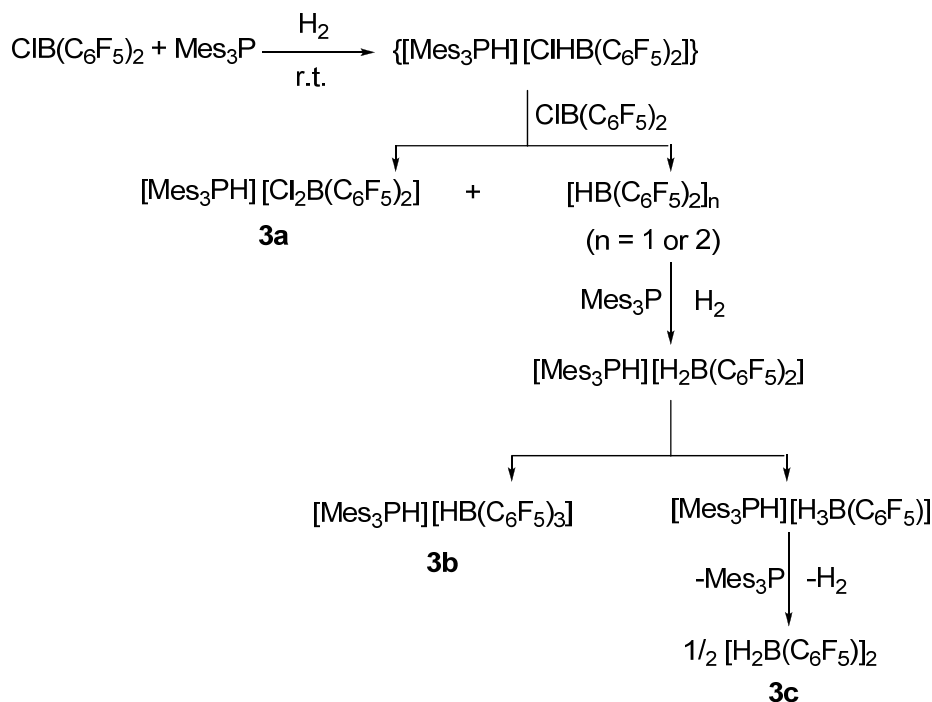 ClB(C6F5)2 + Mes3P H2 {[Mes3PH][ClHB(C6F5)2]}
r.t.
ClB(C6F5)2
[Mes3PH][Cl2B(C6F5)2] + [HB(C6F5)2]n
3a (n = 1 or 2)
Mes3P H2
[Mes3PH][H2B(C6F5)2]
[Mes3PH][HB(C6F5)3] [Mes3PH][H3B(C6F5)]
3b
-Mes3P -H2
1/2 [H2B(C6F5)]2
3c